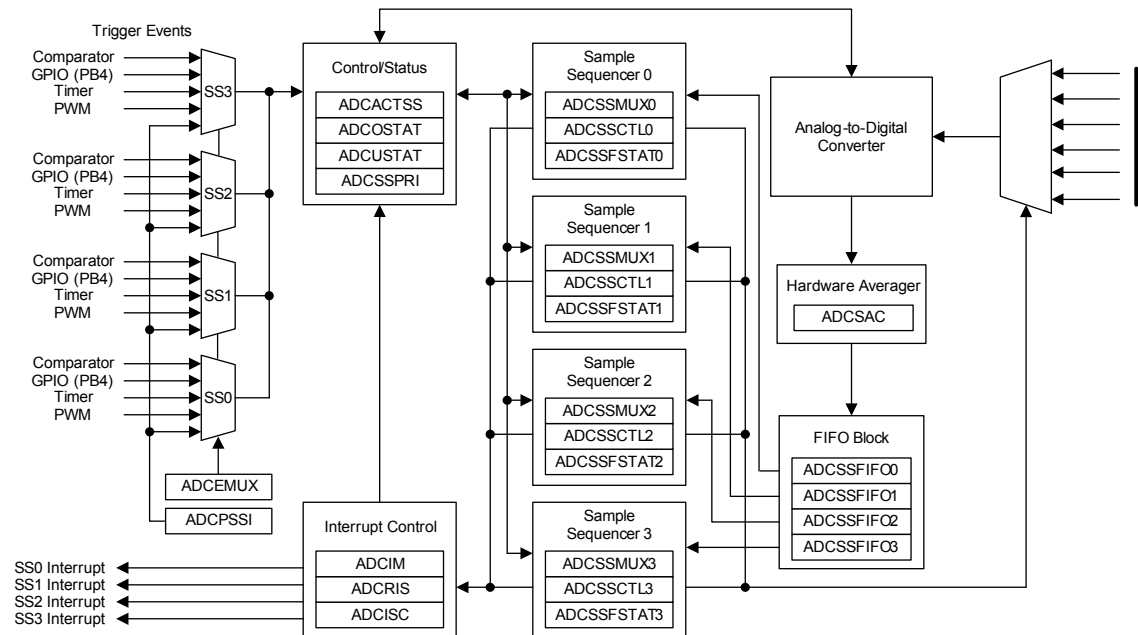 Trigger Events
Comparator
GPIO (PB4)
Timer
PWM
SS3
Comparator
GPIO (PB4)
Timer
PWM
SS2
Comparator
GPIO (PB4)
Timer
PWM
SS1
Comparator
GPIO (PB4)
Timer
PWM
SS0
ADCEMUX
ADCPSSI
Control/Status
ADCACTSS
ADCOSTAT
ADCUSTAT
ADCSSPRI
Interrupt Control
ADCIM
ADCRIS
ADCISC
SS0 Interrupt
SS1 Interrupt
SS2 Interrupt
SS3 Interrupt
Sample
Sequencer 0
ADCSSMUX0
ADCSSCTL0
ADCSSFSTAT0
Sample
Sequencer 1
ADCSSMUX1
ADCSSCTL1
ADCSSFSTAT1
Sample
Sequencer 2
ADCSSMUX2
ADCSSCTL2
ADCSSFSTAT2
Sample
Sequencer 3
ADCSSMUX3
ADCSSCTL3
ADCSSFSTAT3
Analog-to-Digital
Converter
Hardware Averager
ADCSAC
FIFO Block
ADCSSFIFO0
ADCSSFIFO1
ADCSSFIFO2
ADCSSFIFO3